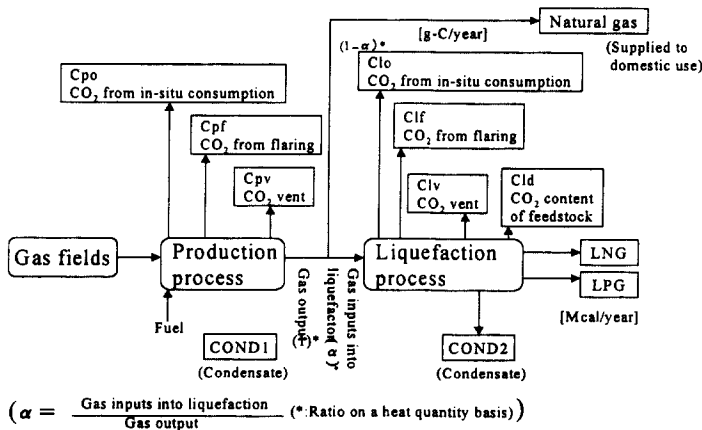 [g-C/year]
Natural gas
(Supplied to
domestic use)
(1−α)*
Cpo
CO₂ from in-situ consumption
Clo
CO₂ from in-situ consumption
Cpf
CO₂ from flaring
Clf
CO₂ from flaring
Cpv
CO₂ vent
Clv
CO₂ vent
Cld
CO₂ content
of feedstock
Gas fields
Production
process
Liquefaction
process
LNG
LPG
[Mcal/year]
Fuel
Gas output
(1)*
Gas inputs into
liquefacton(α)*
COND1
(Condensate)
COND2
(Condensate)
(α = Gas inputs into liquefaction
Gas output
(*:Ratio on a heat quantity basis))